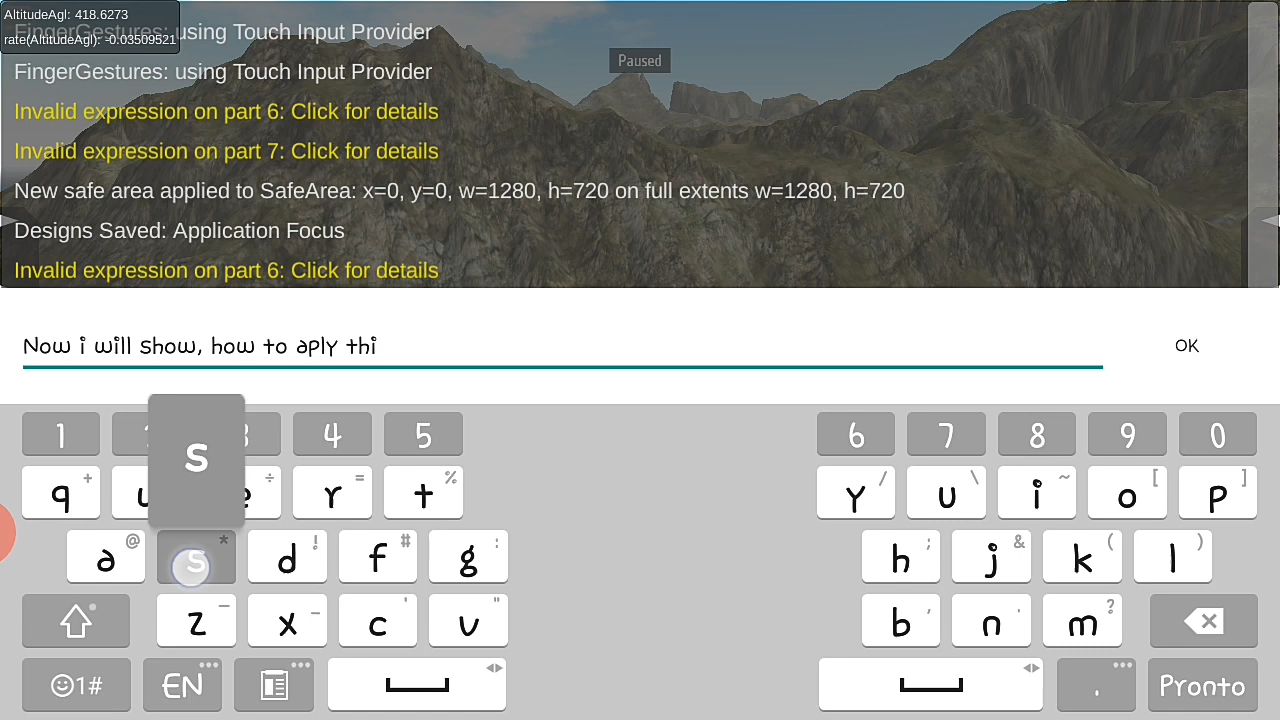 AltitudeAgl: 418.6273
rate(AltitudeAgl): -0.03509521
FingerGestures: using Touch Input Provider
Paused
FingerGestures: using Touch Input Provider
Invalid expression on part 6: Click for details
Invalid expression on part 7: Click for details
New safe area applied to SafeArea: x=0, y=0, w=1280, h=720 on full extents w=1280, h=720
Designs Saved: Application Focus
Invalid expression on part 6: Click for details
Now i will show, how to aply thi
OK
s
1 4 5 6 7 8 9 0
q + e ÷ r = t % y / u \ i ~ o [ p ]
a @ s * d ! f # g : h ; j & k ( l )
z – x - c ' v " b , n . m ?
☺1# EN . Pronto